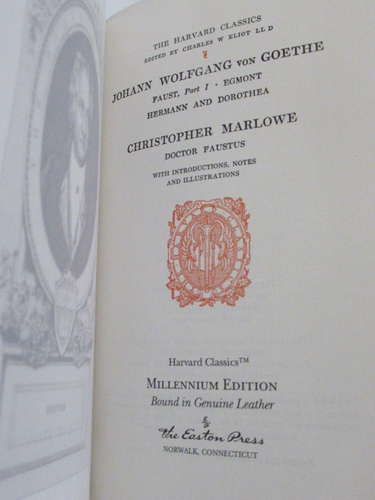 THE HARVARD CLASSICS
EDITED BY CHARLES W ELIOT LL D
JOHANN WOLFGANG VON GOETHE
FAUST, Part I · EGMONT
HERMANN AND DOROTHEA
CHRISTOPHER MARLOWE
DOCTOR FAUSTUS
WITH INTRODUCTIONS, NOTES
AND ILLUSTRATIONS
Harvard Classics™
MILLENNIUM EDITION
Bound in Genuine Leather
The Easton Press
NORWALK, CONNECTICUT